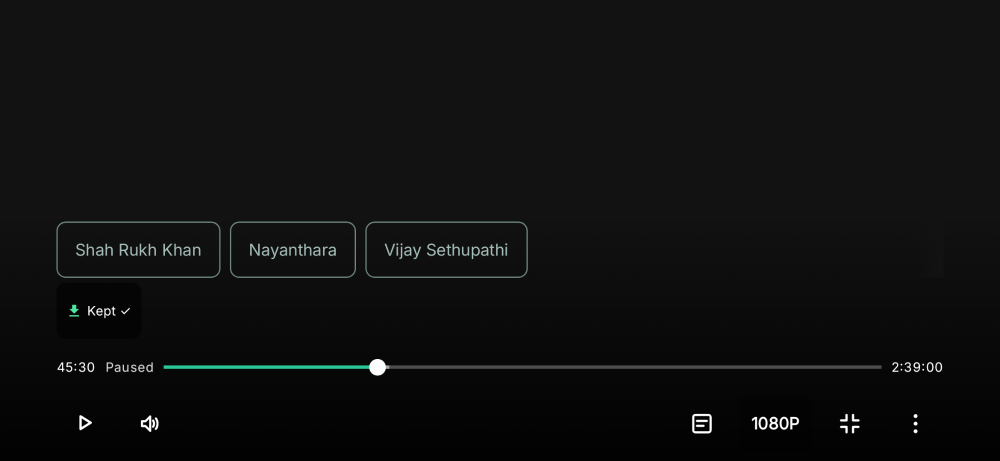 Shah Rukh Khan Nayanthara Vijay Sethupathi
Kept ✓
45:30 Paused 2:39:00
1080P